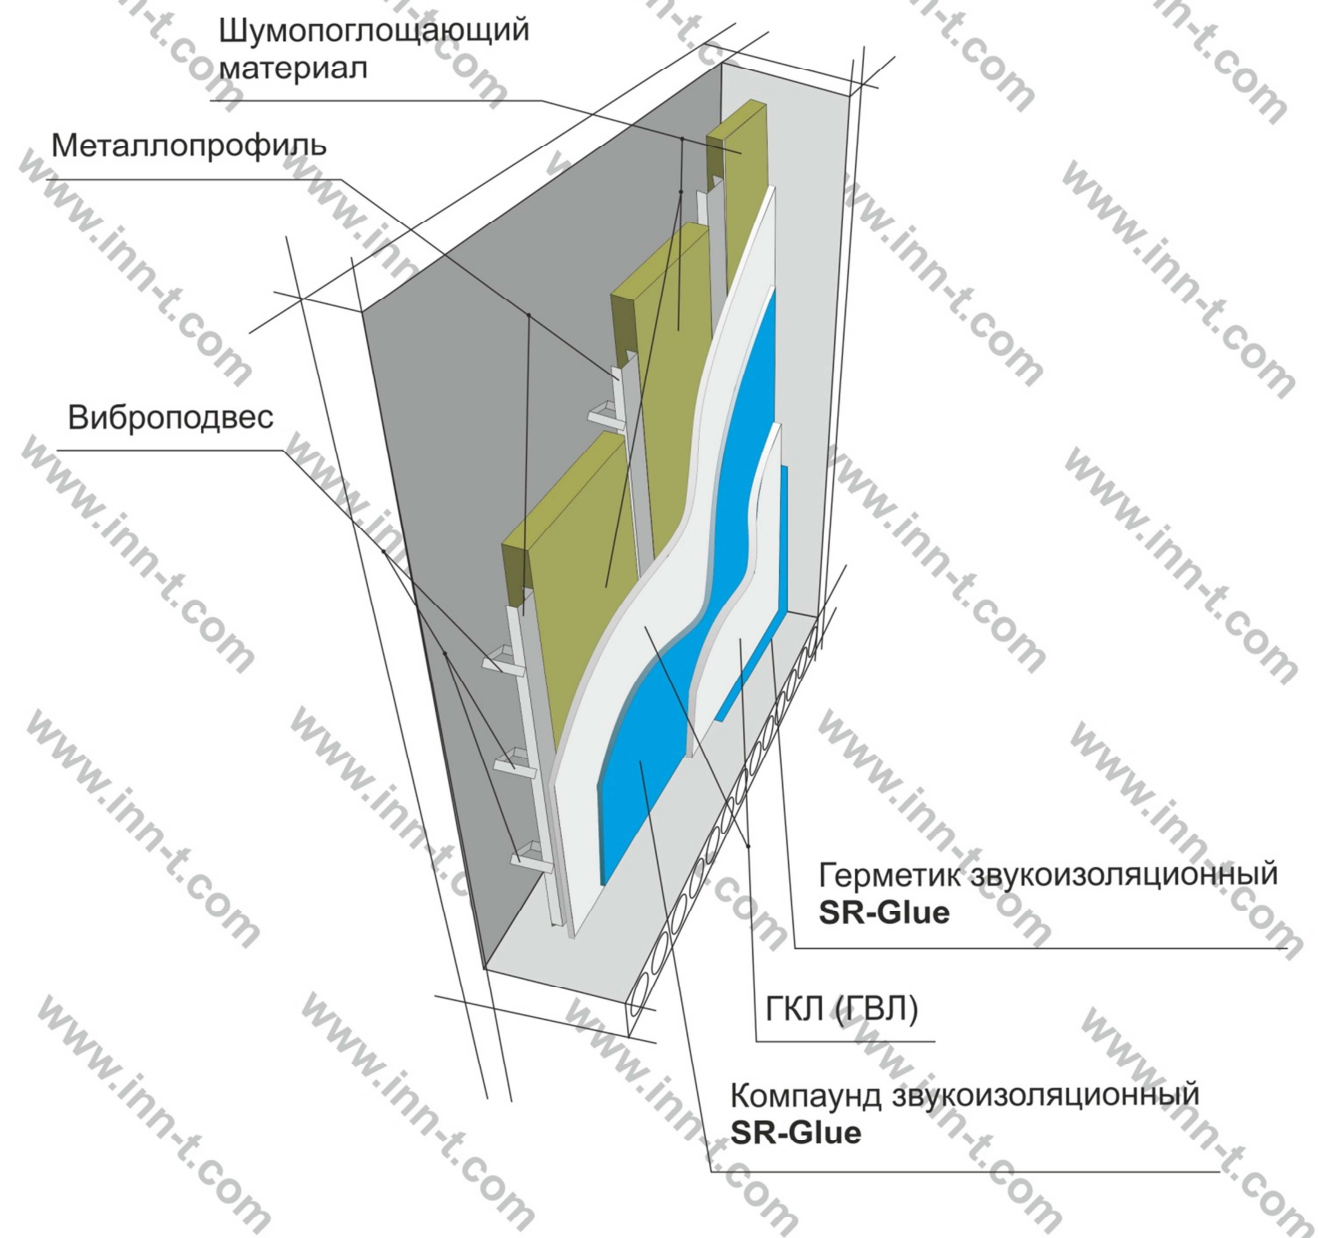 Шумопоглощающий
материал
Металлопрофиль
Виброподвес
Герметик звукоизоляционный
SR-Glue
ГКЛ (ГВЛ)
Компаунд звукоизоляционный
SR-Glue
www.inn-t.com